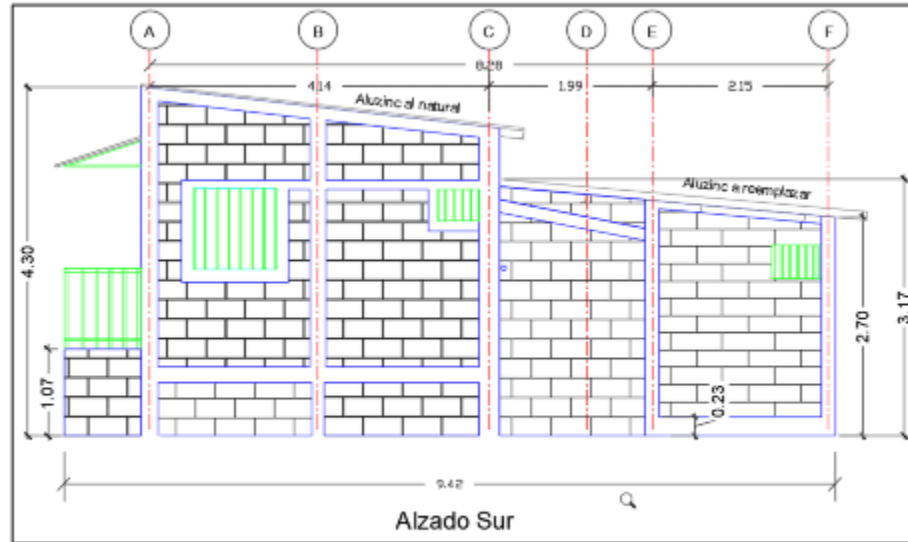 A B C D E F
8.28
4.14 1.99 2.15
Aluzinc al natural
Aluzinc a reemplazar
4.30
3.17
2.70
1.07
0.23
9.42
Alzado Sur